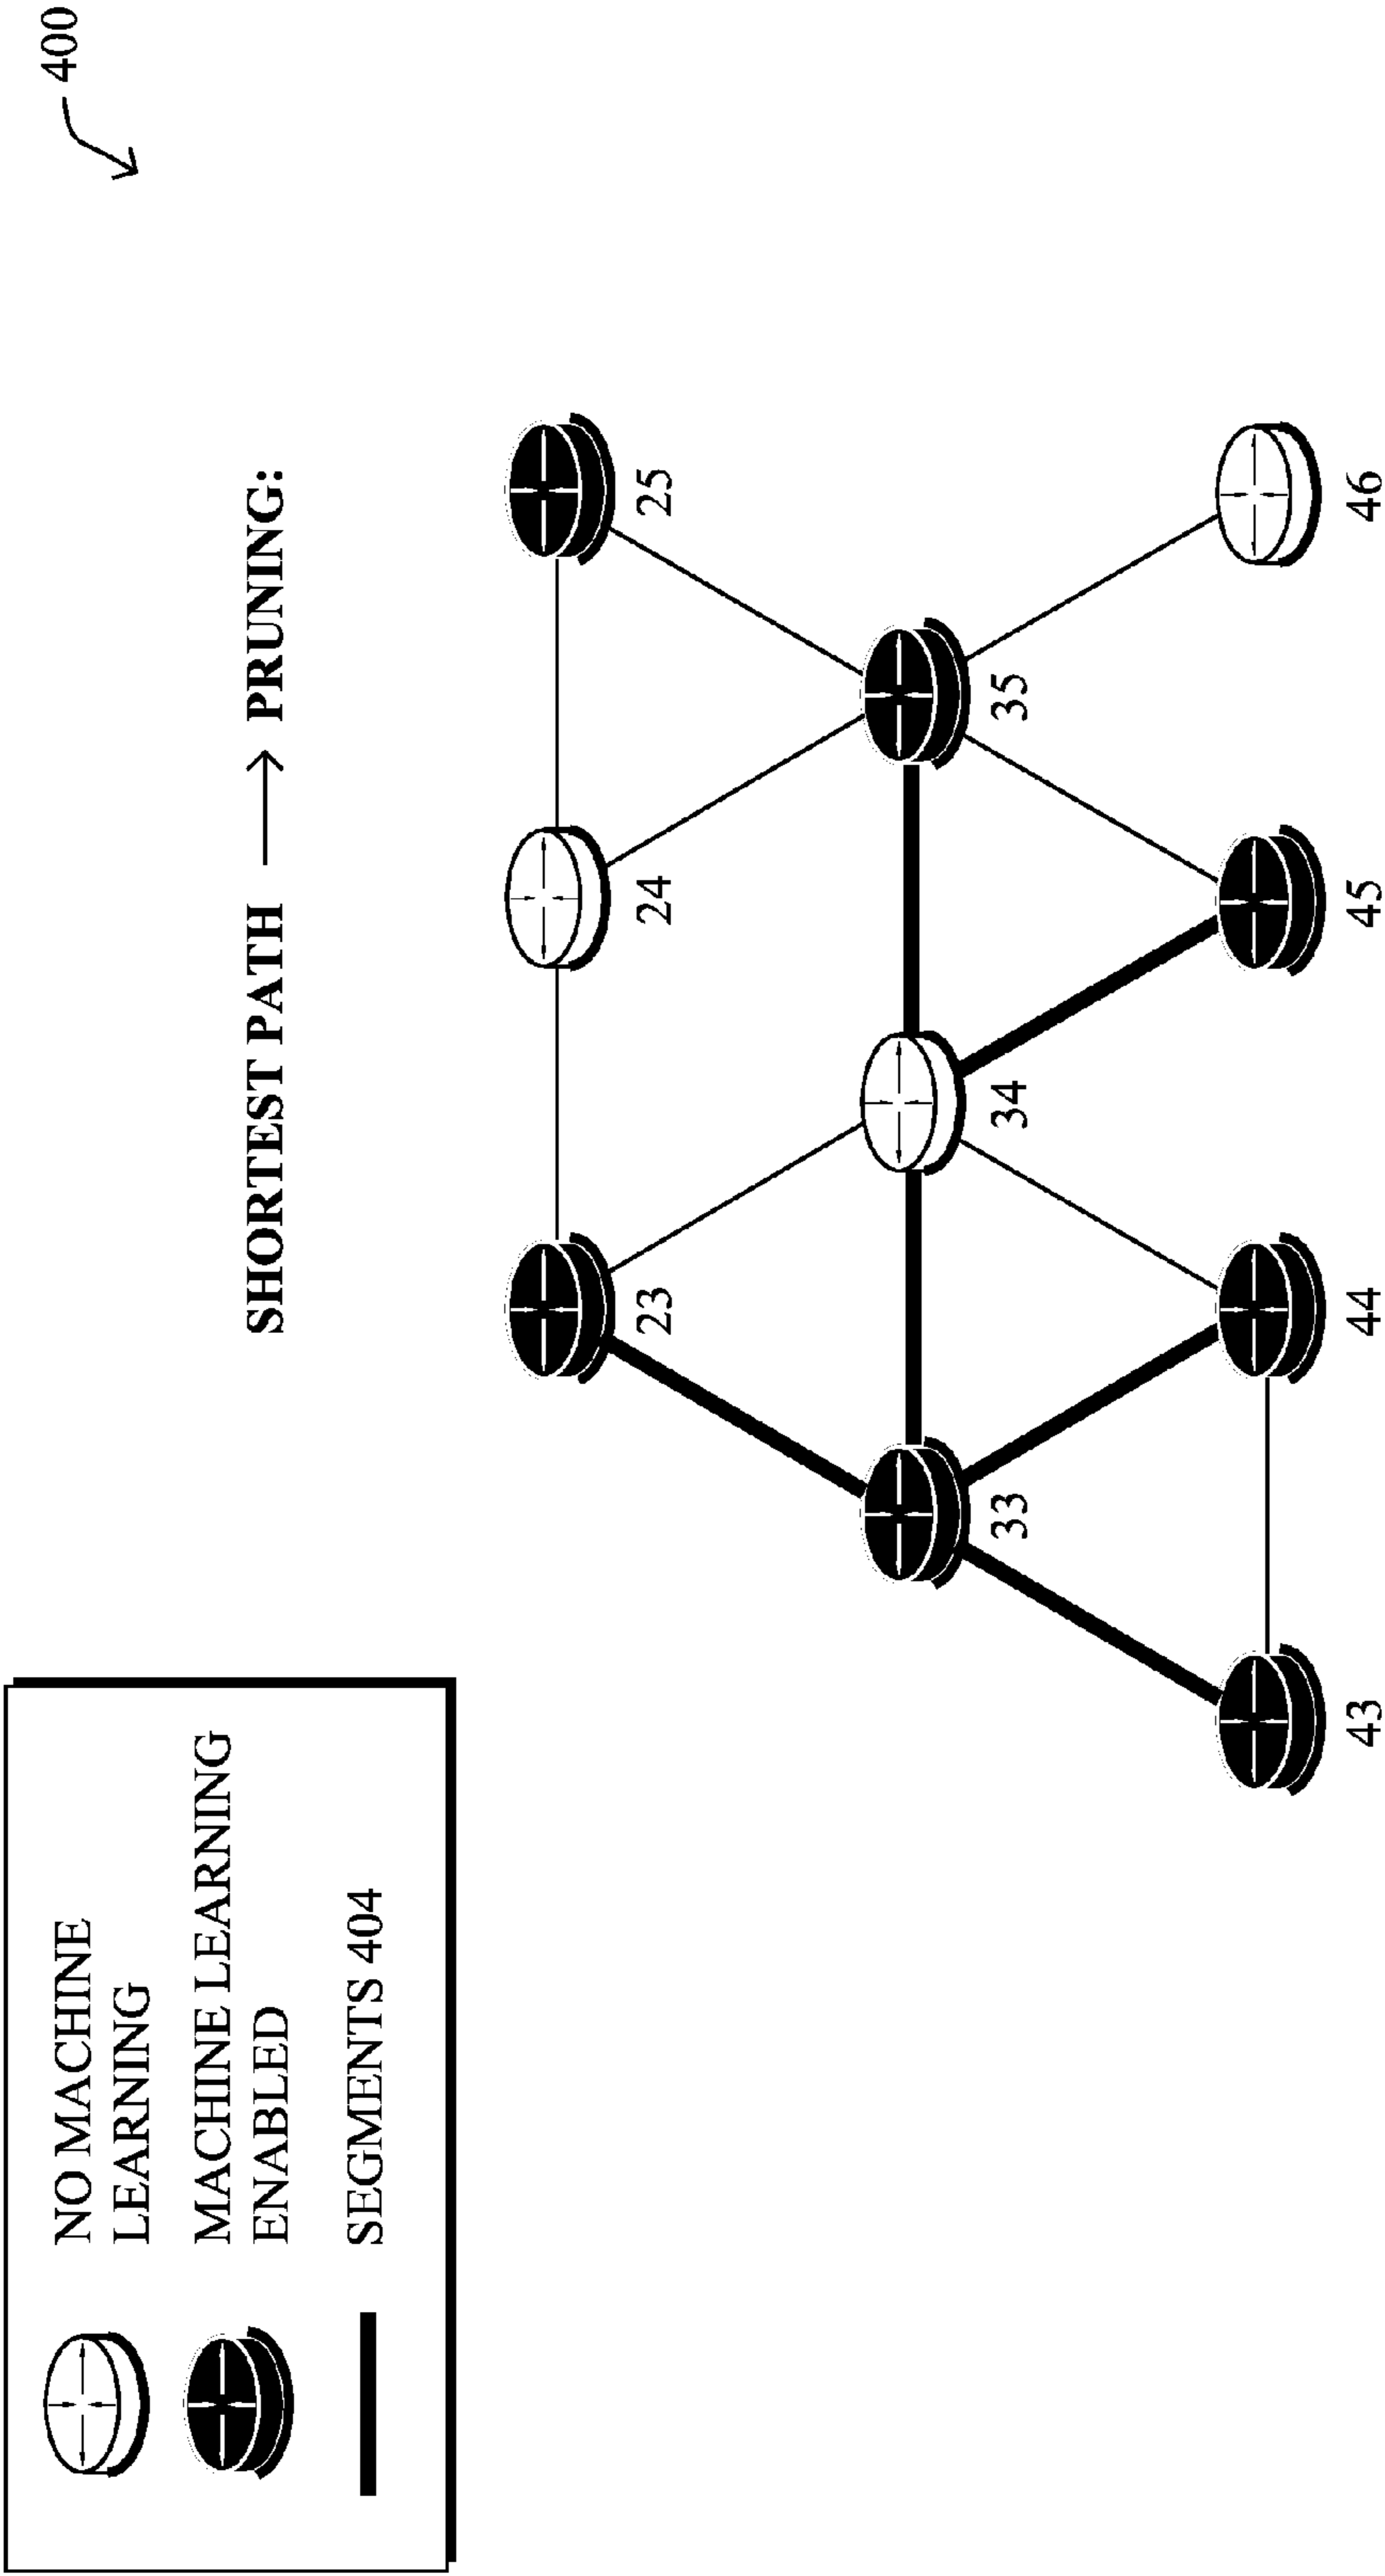 400
SHORTEST PATH → PRUNING:
NO MACHINE
LEARNING
MACHINE LEARNING
ENABLED
SEGMENTS 404
23
24
25
33
34
35
43
44
45
46